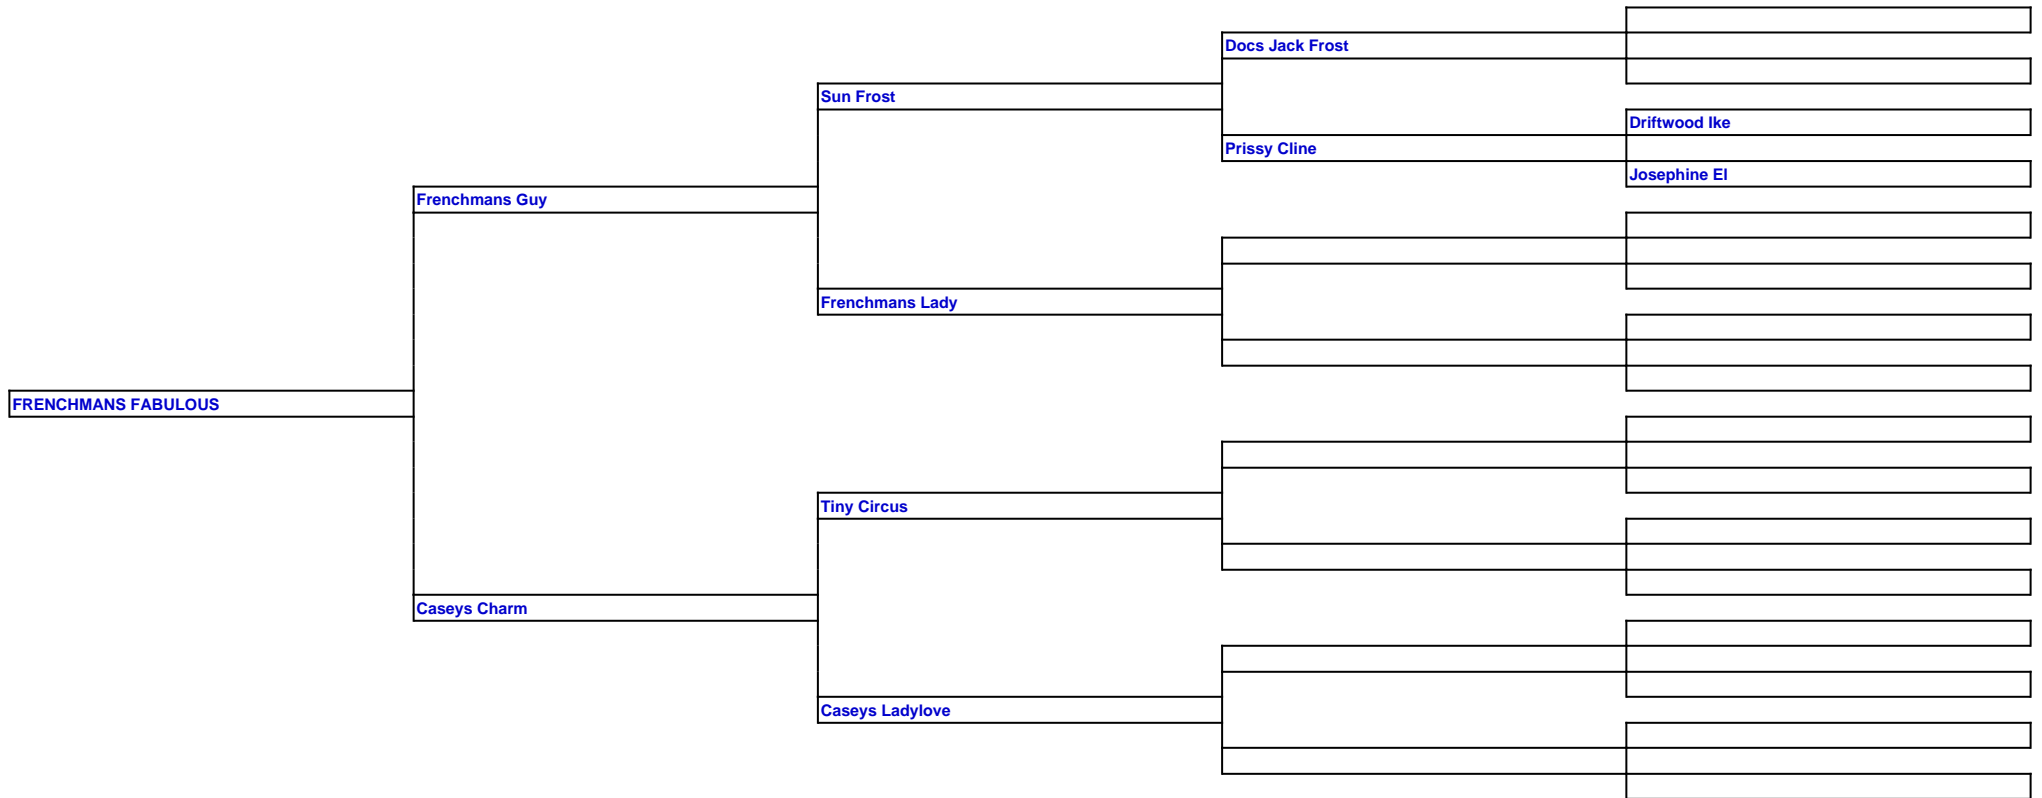 Docs Jack Frost
Sun Frost
Driftwood Ike
Prissy Cline
Josephine El
Frenchmans Guy
Frenchmans Lady
FRENCHMANS FABULOUS
Tiny Circus
Caseys Charm
Caseys Ladylove